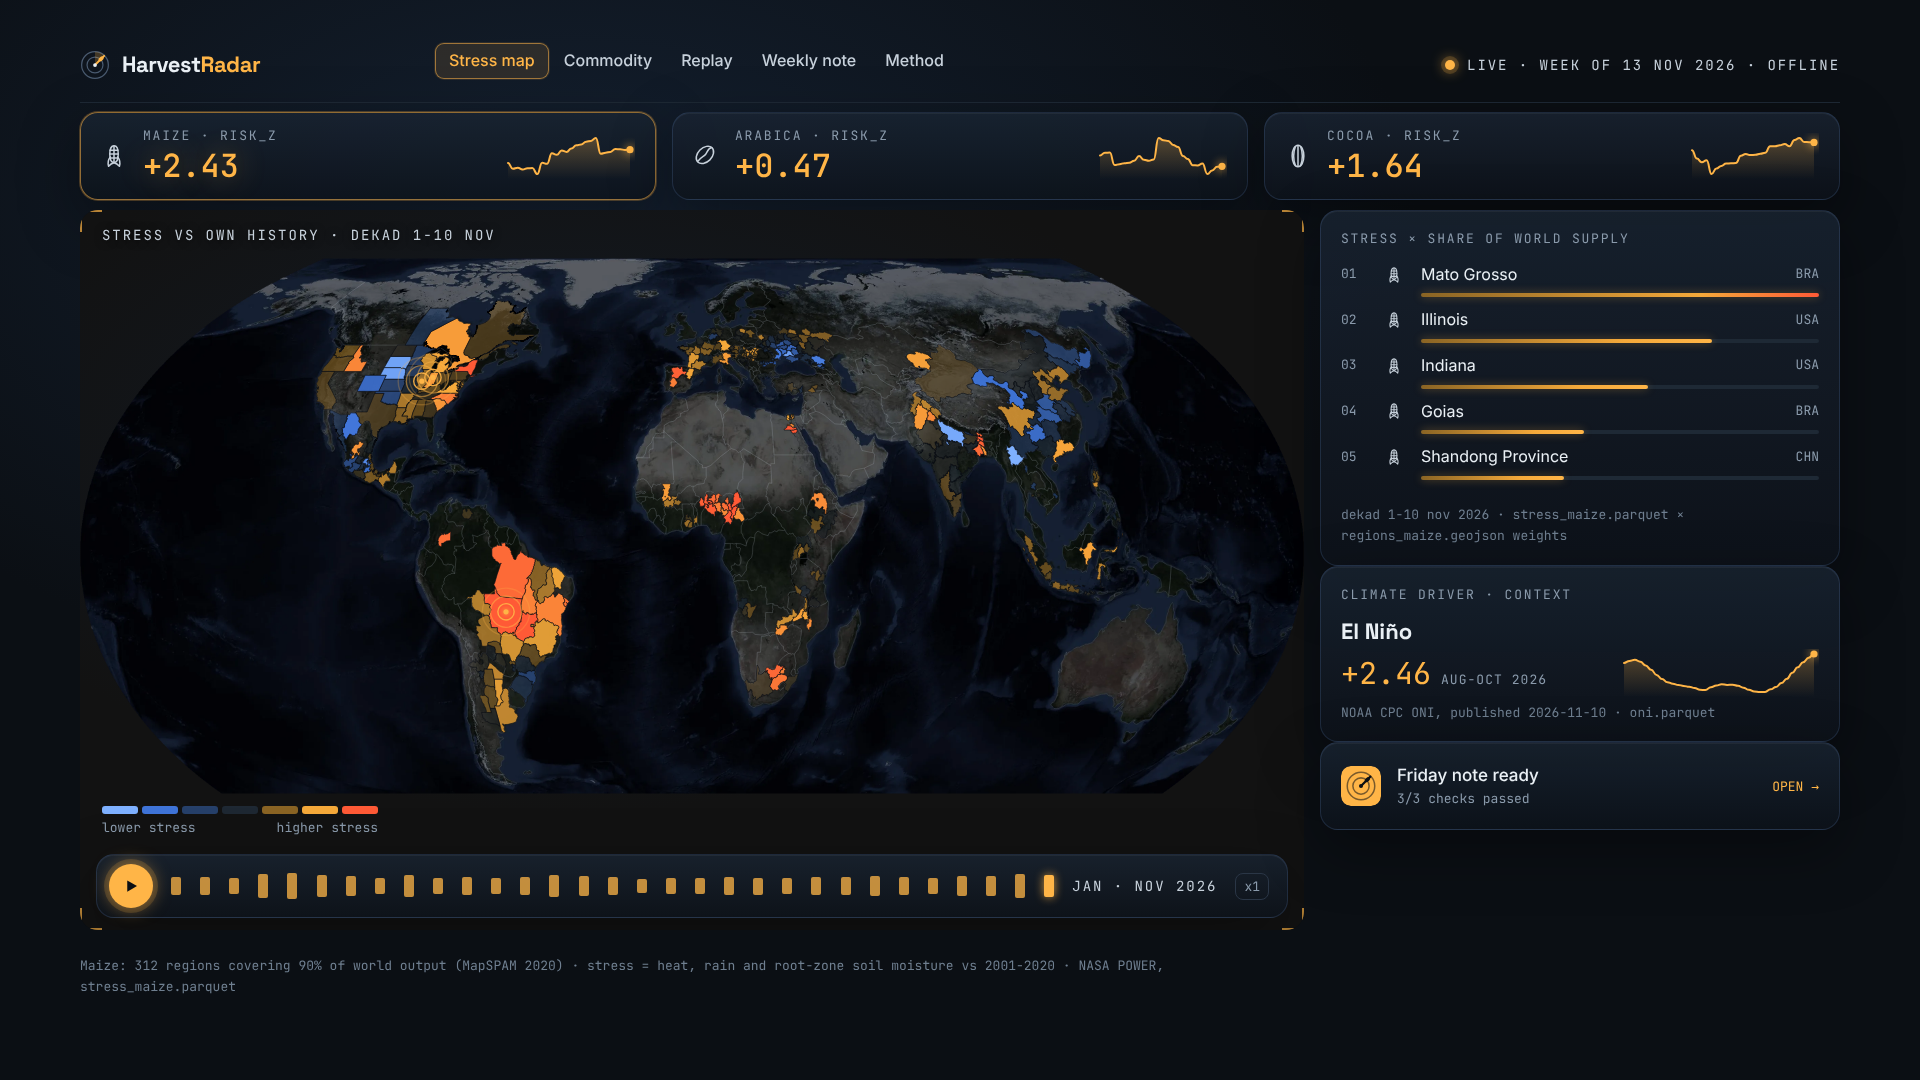 HarvestRadar
Stress map
Commodity
Replay
Weekly note
Method
LIVE · WEEK OF 13 NOV 2026 · OFFLINE
MAIZE · RISK_Z
+2.43
ARABICA · RISK_Z
+0.47
COCOA · RISK_Z
+1.64
STRESS VS OWN HISTORY · DEKAD 1-10 NOV
lower stress
higher stress
JAN · NOV 2026
x1
STRESS × SHARE OF WORLD SUPPLY
01 Mato Grosso BRA
02 Illinois USA
03 Indiana USA
04 Goias BRA
05 Shandong Province CHN
dekad 1-10 nov 2026 · stress_maize.parquet ×
regions_maize.geojson weights
CLIMATE DRIVER · CONTEXT
El Niño
+2.46 AUG-OCT 2026
NOAA CPC ONI, published 2026-11-10 · oni.parquet
Friday note ready
3/3 checks passed
OPEN →
Maize: 312 regions covering 90% of world output (MapSPAM 2020) · stress = heat, rain and root-zone soil moisture vs 2001-2020 · NASA POWER,
stress_maize.parquet